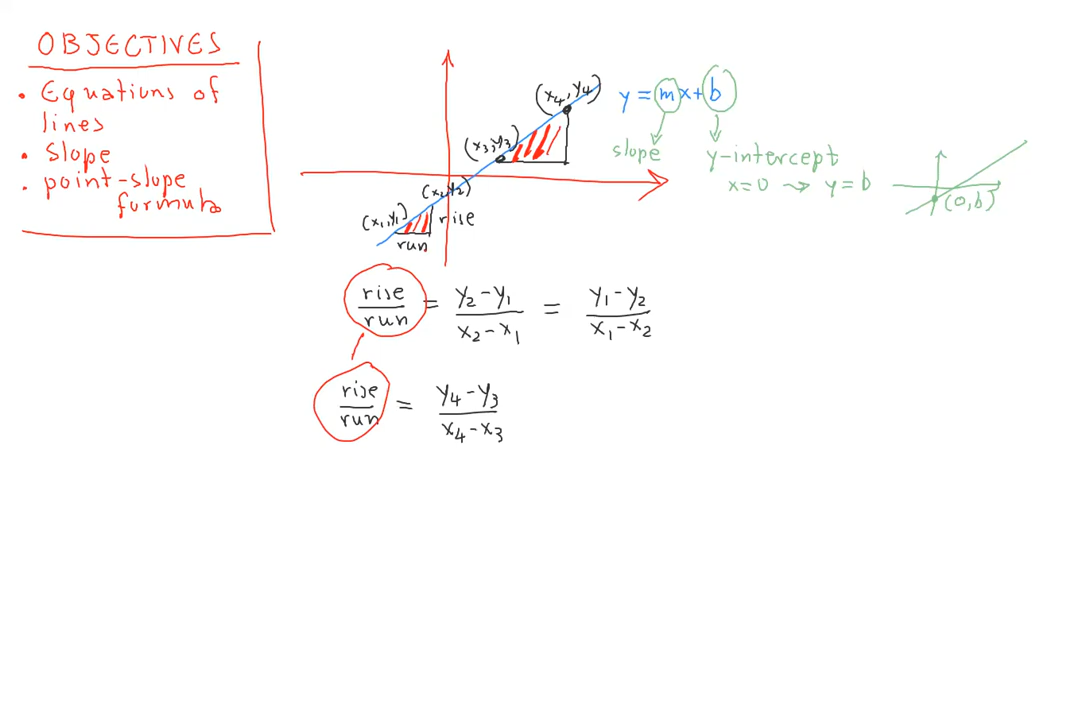 OBJECTIVES
• Equations of
lines
• slope
• point-slope
formula
(x₄, y₄)
y = mx+b
(x₃, y₃)
slope
y-intercept
x=0 ⇝ y=b
(0, b)
(x₂, y₂)
(x₁, y₁)
rise
run
rise/run = (y₂-y₁)/(x₂-x₁) = (y₁-y₂)/(x₁-x₂)
rise/run = (y₄-y₃)/(x₄-x₃)